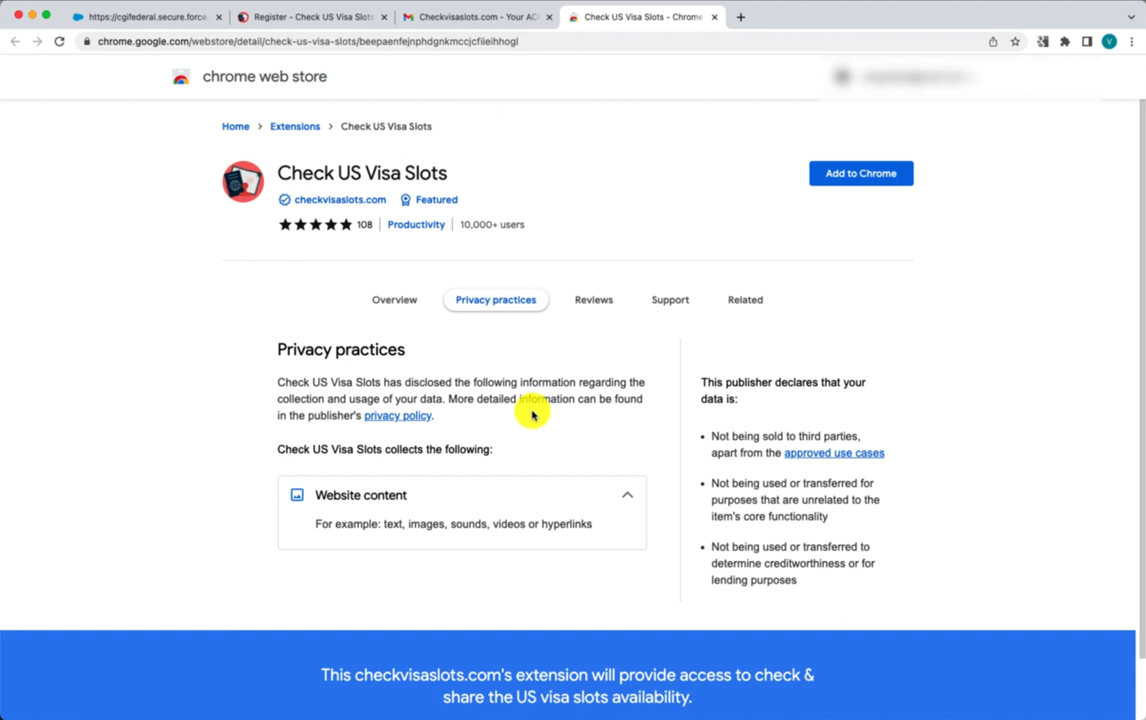 https://cgifederal.secure.force.
Register - Check US Visa Slots
Checkvisaslots.com - Your AC
Check US Visa Slots - Chrome
chrome.google.com/webstore/detail/check-us-visa-slots/beepaenfejnphdgnkmccjcfiieihhogl
V
chrome web store
Home > Extensions > Check US Visa Slots
Check US Visa Slots
Add to Chrome
checkvisaslots.com Featured
108 Productivity 10,000+ users
Overview Privacy practices Reviews Support Related
Privacy practices
Check US Visa Slots has disclosed the following information regarding the
collection and usage of your data. More detailed information can be found
in the publisher's privacy policy.
Check US Visa Slots collects the following:
Website content
For example: text, images, sounds, videos or hyperlinks
This publisher declares that your
data is:
• Not being sold to third parties,
apart from the approved use cases
• Not being used or transferred for
purposes that are unrelated to the
item's core functionality
• Not being used or transferred to
determine creditworthiness or for
lending purposes
This checkvisaslots.com's extension will provide access to check &
share the US visa slots availability.